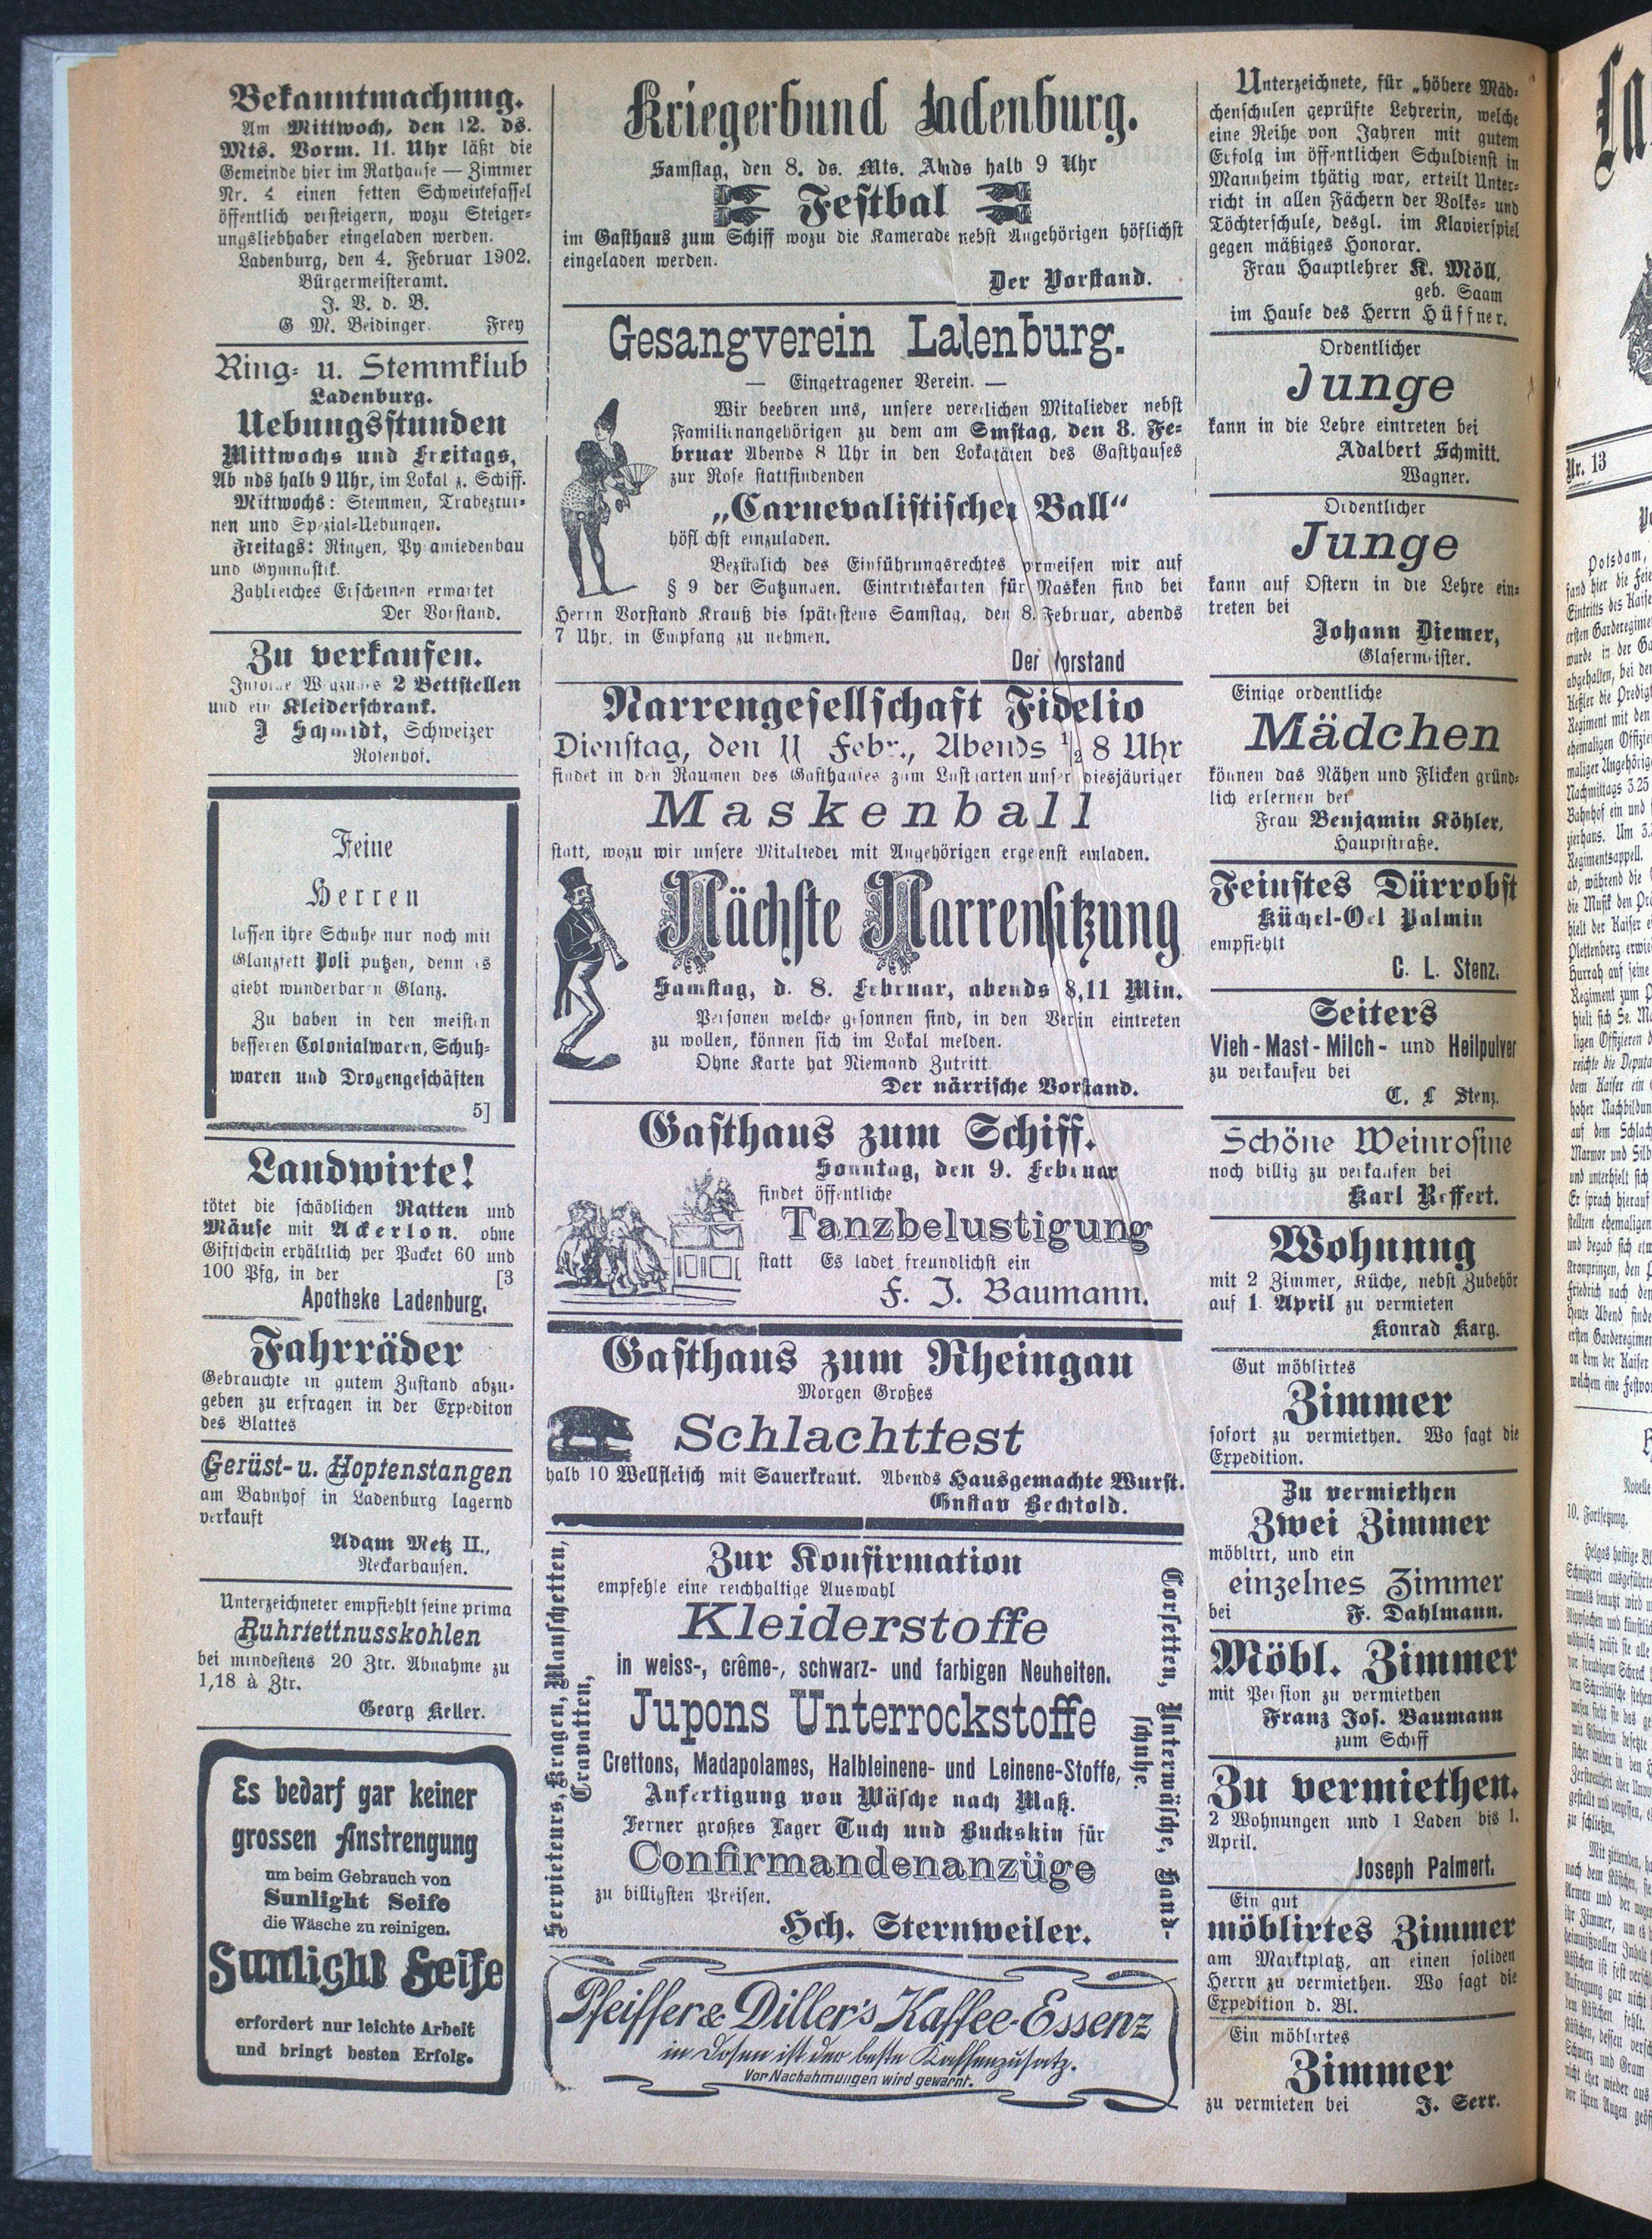 Bekanntmachung.
Am Mittwoch, den 12. ds.
Mts. Vorm. 11. Uhr läßt die
Gemeinde hier im Rathause — Zimmer
Nr. 4 einen fetten Schweinefassel
öffentlich versteigern, wozu Steiger-
ungsliebhaber eingeladen werden.
Ladenburg, den 4. Februar 1902.
Bürgermeisteramt.
J. V. d. B.
G M. Beidinger. Frey
Ring- u. Stemmklub
Ladenburg.
Uebungsstunden
Mittwochs und Freitags,
Ab nds halb 9 Uhr, im Lokal z. Schiff.
Mittwochs: Stemmen, Trabeztur-
nen und Spezial-Uebungen.
Freitags: Ringen, Py amiedenbau
und Gymnastik.
Zahlreiches Erscheinen erwartet
Der Vorstand.
Zu verkaufen.
2 Bettstellen
und ein Kleiderschrank.
J Schmidt, Schweizer
Rosenhof.
Feine
Herren
lassen ihre Schuhe nur noch mit
Glanzfett Poli putzen, denn es
giebt wunderbaren Glanz.
Zu haben in den meisten
besseren Colonialwaren, Schuh-
waren und Drogengeschäften
5]
Landwirte!
tötet die schädlichen Ratten und
Mäuse mit Ackerlon. ohne
Giftschein erhältlich per Packet 60 und
100 Pfg, in der [3
Apotheke Ladenburg.
Fahrräder
Gebrauchte in gutem Zustand abzu-
geben zu erfragen in der Expediton
des Blattes
Gerüst- u. Hopfenstangen
am Bahnhof in Ladenburg lagernd
verkauft
Adam Metz II.,
Neckarhausen.
Unterzeichneter empfiehlt seine prima
Ruhrfettnusskohlen
bei mindestens 20 Ztr. Abnahme zu
1,18 à Ztr.
Georg Keller.
Es bedarf gar keiner
grossen Anstrengung
um beim Gebrauch von
Sunlight Seife
die Wäsche zu reinigen.
Sunlight Seife
erfordert nur leichte Arbeit
und bringt besten Erfolg.
Kriegerbund Ladenburg.
Samstag, den 8. ds. Mts. Abnds halb 9 Uhr
Festbal
im Gasthaus zum Schiff wozu die Kamerade nebst Angehörigen höflichst
eingeladen werden.
Der Vorstand.
Gesangverein Lalenburg.
— Eingetragener Verein. —
Wir beehren uns, unsere verehrlichen Mitglieder nebst
Familienangehörigen zu dem am Smstag, den 8. Fe-
bruar Abends 8 Uhr in den Lokatäten des Gasthauses
zur Rose stattfindenden
„Carnevalistischer Ball“
höfl chst einzuladen.
Bezüglich des Einführungsrechtes vrweisen wir auf
§ 9 der Satzungen. Eintritskarten für Masken sind bei
Herrn Vorstand Krauß bis spätestens Samstag, den 8. Februar, abends
7 Uhr, in Empfang zu nehmen.
Der Vorstand
Narrengesellschaft Fidelio
Dienstag, den 11 Febr., Abends ½ 8 Uhr
findet in den Räumen des Gasthauses zum Lustgarten unser diesjähriger
Maskenball
statt, wozu wir unsere Mitglieder mit Angehörigen ergebenst einladen.
Nächste Narrensitzung
Samstag, d. 8. Februar, abends 8,11 Min.
Personen welche gesonnen sind, in den Verein eintreten
zu wollen, können sich im Lokal melden.
Ohne Karte hat Niemand Zutritt.
Der närrische Vorstand.
Gasthaus zum Schiff.
Sonntag, den 9. Februar
findet öffentliche
Tanzbelustigung
statt Es ladet freundlichst ein
F. J. Baumann.
Gasthaus zum Rheingau
Morgen Großes
Schlachtfest
halb 10 Wellfleisch mit Sauerkraut. Abends Hausgemachte Wurst.
Gustav Bechtold.
Servieteurs, Kragen, Manschetten,
Cravatten,
Zur Konfirmation
empfehle eine reichhaltige Auswahl
Kleiderstoffe
in weiss-, crême-, schwarz- und farbigen Neuheiten.
Jupons Unterrockstoffe
Crettons, Madapolames, Halbleinene- und Leinene-Stoffe,
Anfertigung von Wäsche nach Maß.
Ferner großes Lager Tuch und Buckskin für
Confirmandenanzüge
zu billigsten Preisen.
Hch. Sternweiler.
Corsetten, Unterwäsche, Hand-
schuhe.
Pfeiffer & Diller's Kaffee-Essenz
in Dosen ist der beste Kaffeezusatz.
Vor Nachahmungen wird gewarnt.
Unterzeichnete, für „höhere Mäd-
chenschulen geprüfte Lehrerin, welche
eine Reihe von Jahren mit gutem
Erfolg im öffentlichen Schuldienst in
Mannheim thätig war, erteilt Unter-
richt in allen Fächern der Volks- und
Töchterschule, desgl. im Klavierspiel
gegen mäßiges Honorar.
Frau Hauptlehrer K. Möll,
geb. Saam
im Hause des Herrn Hüffner.
Ordentlicher
Junge
kann in die Lehre eintreten bei
Adalbert Schmitt.
Wagner.
Ordentlicher
Junge
kann auf Ostern in die Lehre ein-
treten bei
Johann Diemer,
Glasermeister.
Einige ordentliche
Mädchen
können das Nähen und Flicken gründ-
lich erlernen bei
Frau Benjamin Köhler,
Hauptstraße.
Feinstes Dürrobst
Küchel-Oel Palmin
empfiehlt
C. L. Stenz.
Seiters
Vieh-Mast-Milch- und Heilpulver
zu verkaufen bei
C. L Stenz.
Schöne Weinrosine
noch billig zu verkaufen bei
Karl Reffert.
Wohnung
mit 2 Zimmer, Küche, nebst Zubehör
auf 1. April zu vermieten
Konrad Karg.
Gut möblirtes
Zimmer
sofort zu vermiethen. Wo sagt die
Expedition.
Zu vermiethen
Zwei Zimmer
möblirt, und ein
einzelnes Zimmer
bei F. Dahlmann.
Möbl. Zimmer
mit Pension zu vermiethen
Franz Jos. Baumann
zum Schiff
Zu vermiethen.
2 Wohnungen und 1 Laden bis 1.
April.
Joseph Palmert.
Ein gut
möblirtes Zimmer
am Marktplatz, an einen soliden
Herrn zu vermiethen. Wo sagt die
Expedition d. Bl.
Ein möblirtes
Zimmer
zu vermieten bei J. Serr.
Nr. 13
10. Fortsetzung.